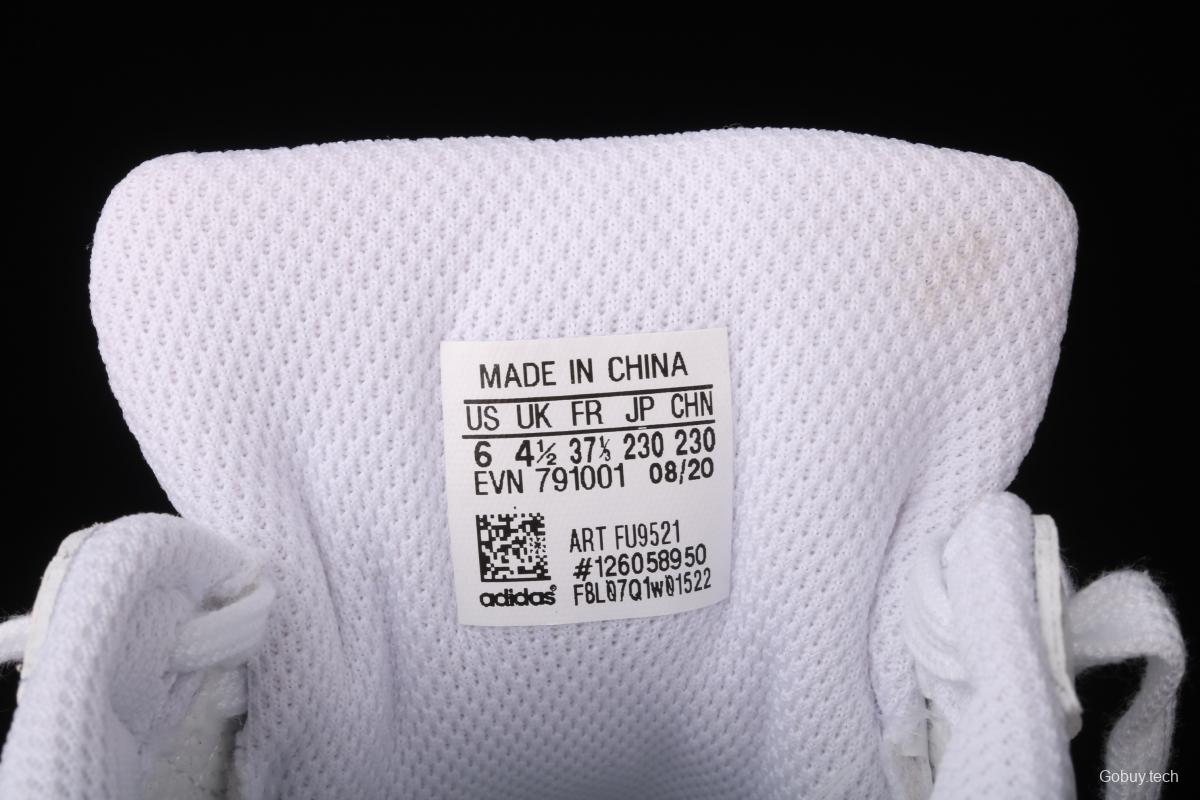 MADE IN CHINA
US UK FR JP CHN
6 4½ 37⅓ 230 230
EVN 791001 08/20
ART FU9521
#126058950
adidas® F8L07Q1w01522
Gobuy.tech